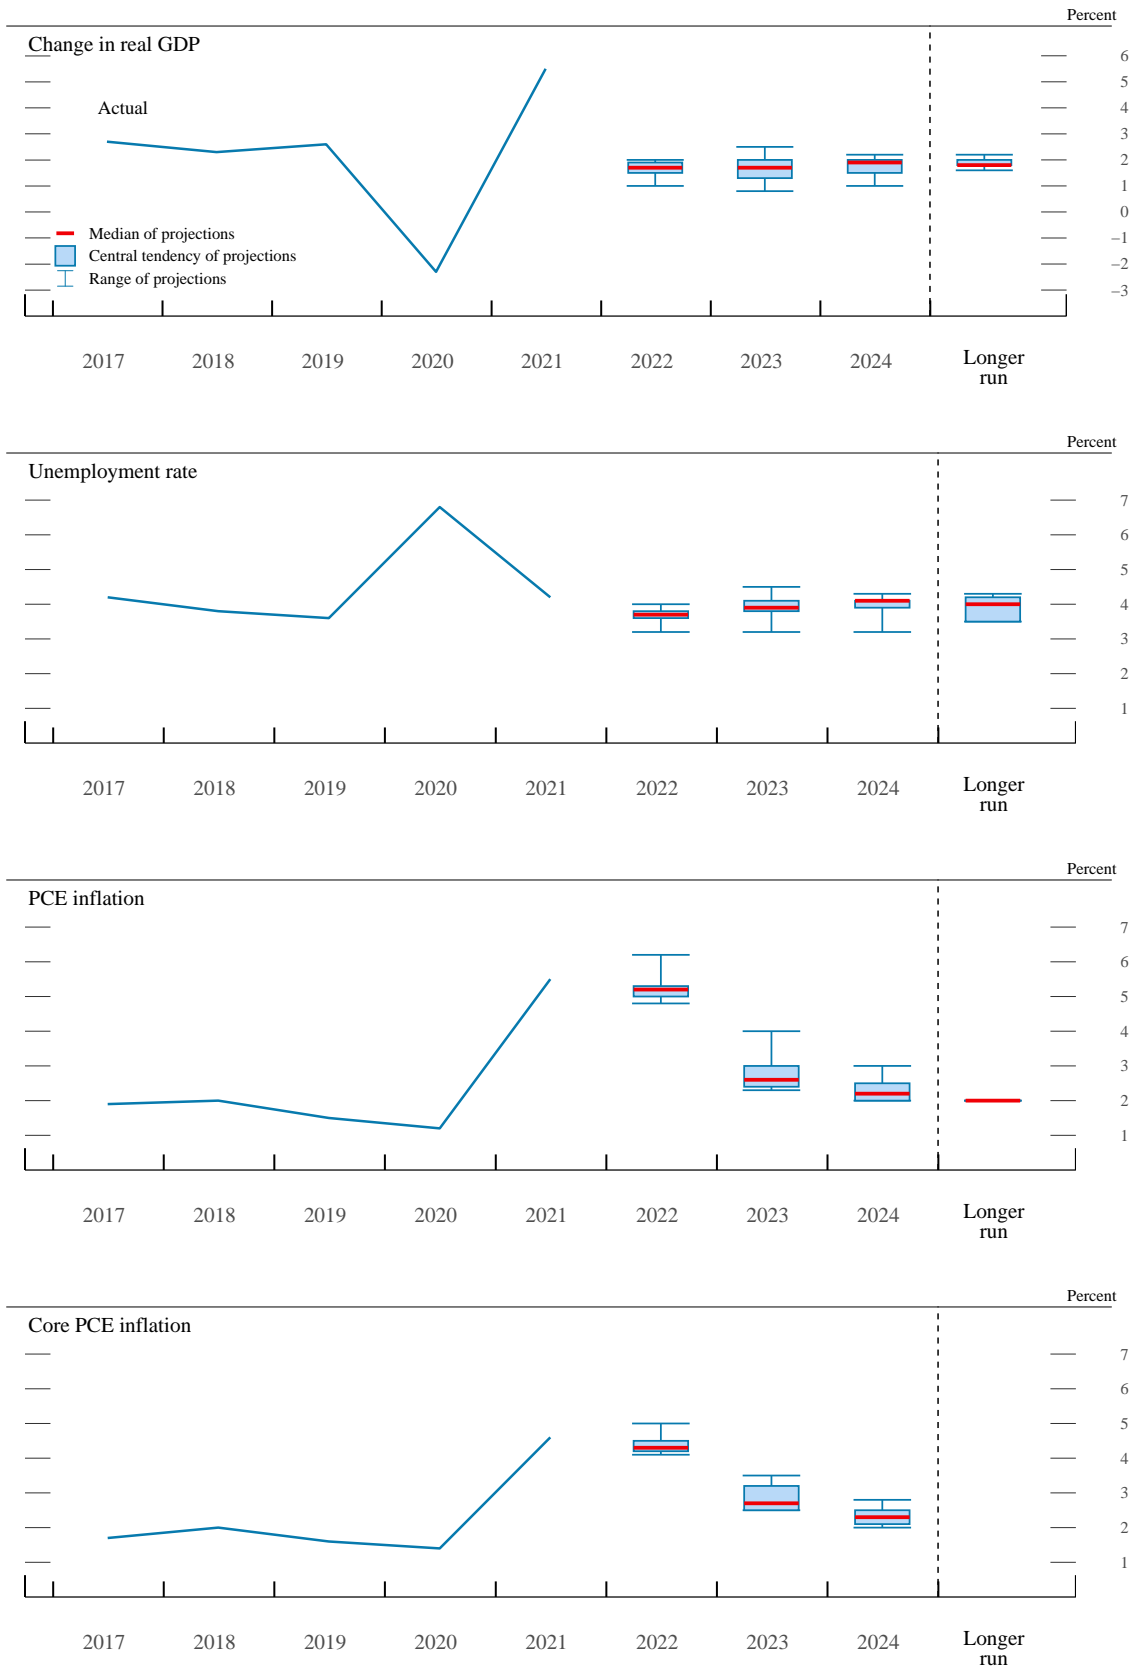 Percent
Change in real GDP
6
5
4
3
2
1
0
−1
−2
−3
Actual
Median of projections
Central tendency of projections
Range of projections
2017 2018 2019 2020 2021 2022 2023 2024 Longer
run
Percent
Unemployment rate
7
6
5
4
3
2
1
2017 2018 2019 2020 2021 2022 2023 2024 Longer
run
Percent
PCE inflation
7
6
5
4
3
2
1
2017 2018 2019 2020 2021 2022 2023 2024 Longer
run
Percent
Core PCE inflation
7
6
5
4
3
2
1
2017 2018 2019 2020 2021 2022 2023 2024 Longer
run